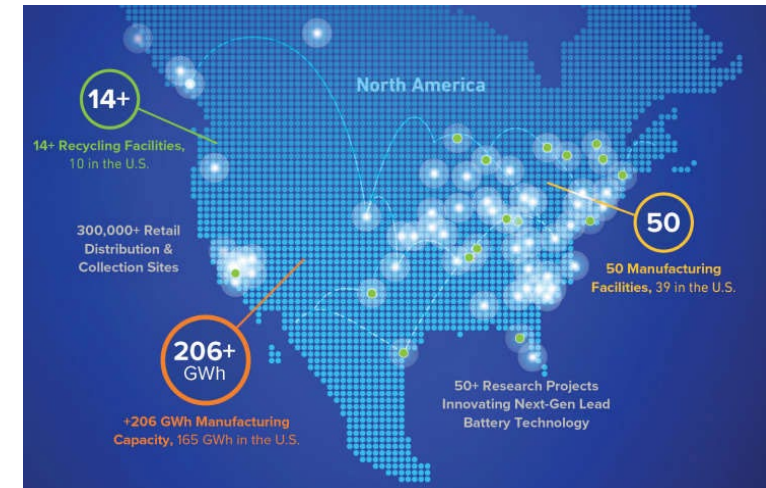 North America
14+
14+ Recycling Facilities,
10 in the U.S.
300,000+ Retail
Distribution &
Collection Sites
50
50 Manufacturing
Facilities, 39 in the U.S.
206+
GWh
+206 GWh Manufacturing
Capacity, 165 GWh in the U.S.
50+ Research Projects
Innovating Next-Gen Lead
Battery Technology